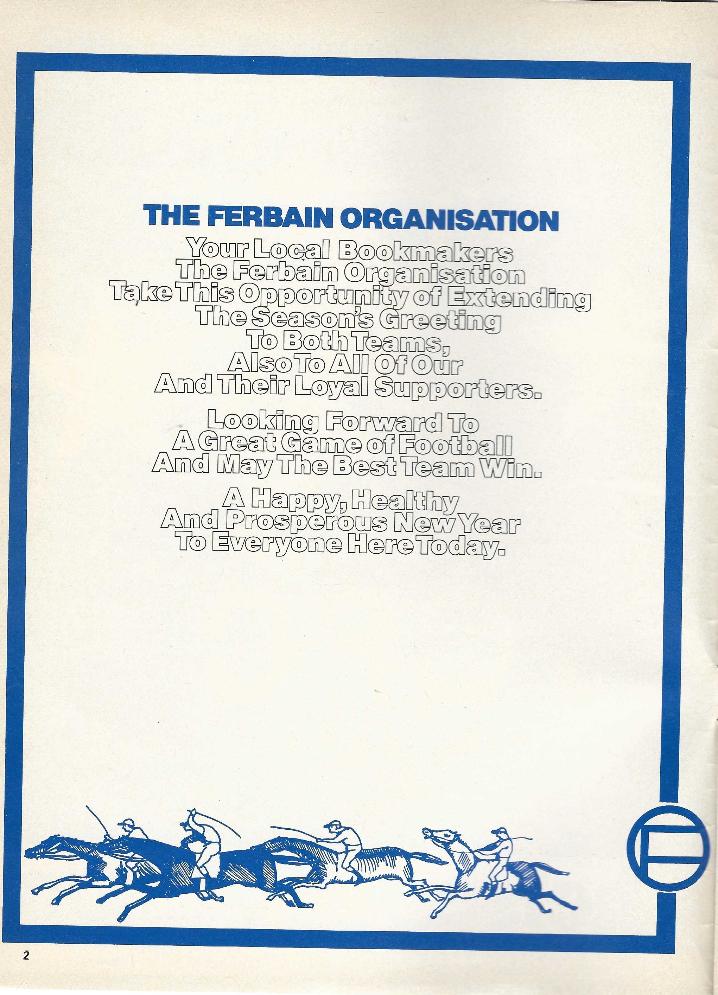 THE FERBAIN ORGANISATION
Your Local Bookmakers
The Ferbain Organisation
Take This Opportunity of Extending
The Season's Greeting
To Both Teams,
Also To All Of Our
And Their Loyal Supporters.
Looking Forward To
A Great Game of Football
And May The Best Team Win.
A Happy, Healthy
And Prosperous New Year
To Everyone Here Today.
2